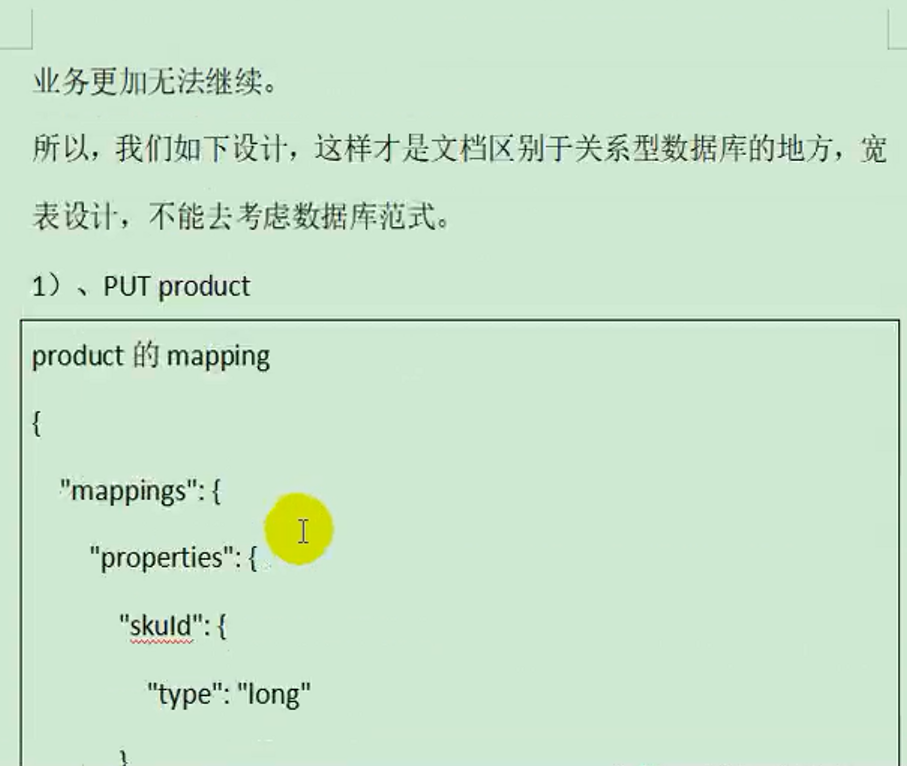 业务更加无法继续。
所以，我们如下设计，这样才是文档区别于关系型数据库的地方，宽
表设计，不能去考虑数据库范式。
1）、PUT product
product 的 mapping
{
"mappings": {
"properties": {
"skuId": {
"type": "long"
}